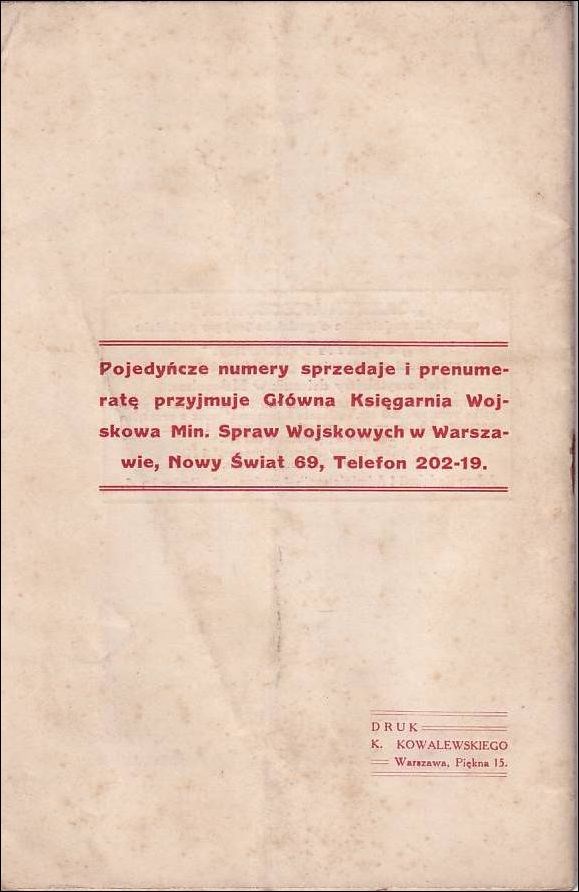 Pojedyńcze numery sprzedaje i prenume-
ratę przyjmuje Główna Księgarnia Woj-
skowa Min. Spraw Wojskowych w Warsza-
wie, Nowy Świat 69, Telefon 202-19.
DRUK
K. KOWALEWSKIEGO
Warszawa, Piękna 15.